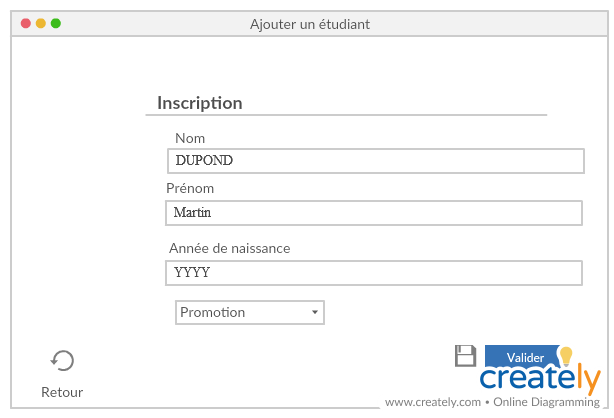 Ajouter un étudiant
Inscription
Nom
DUPOND
Prénom
Martin
Année de naissance
YYYY
Promotion
Valider
Retour
creately
www.creately.com • Online Diagramming